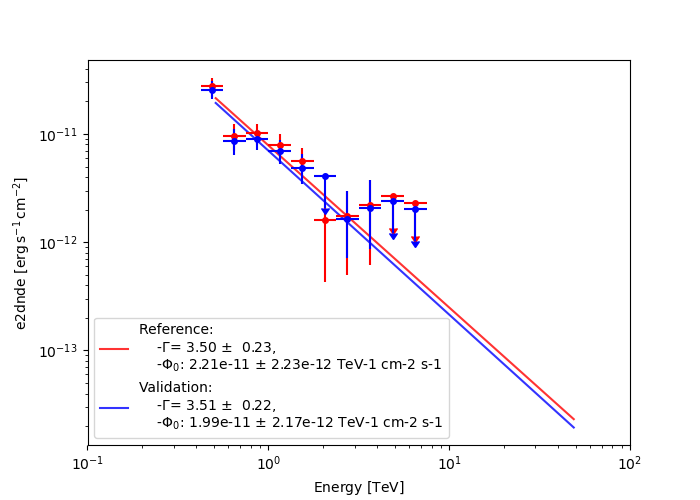 10⁻¹¹
10⁻¹²
10⁻¹³
e2dnde [erg s⁻¹ cm⁻²]
Reference:
-Γ= 3.50 ± 0.23,
-Φ₀: 2.21e-11 ± 2.23e-12 TeV-1 cm-2 s-1
Validation:
-Γ= 3.51 ± 0.22,
-Φ₀: 1.99e-11 ± 2.17e-12 TeV-1 cm-2 s-1
10⁻¹ 10⁰ 10¹ 10²
Energy [TeV]